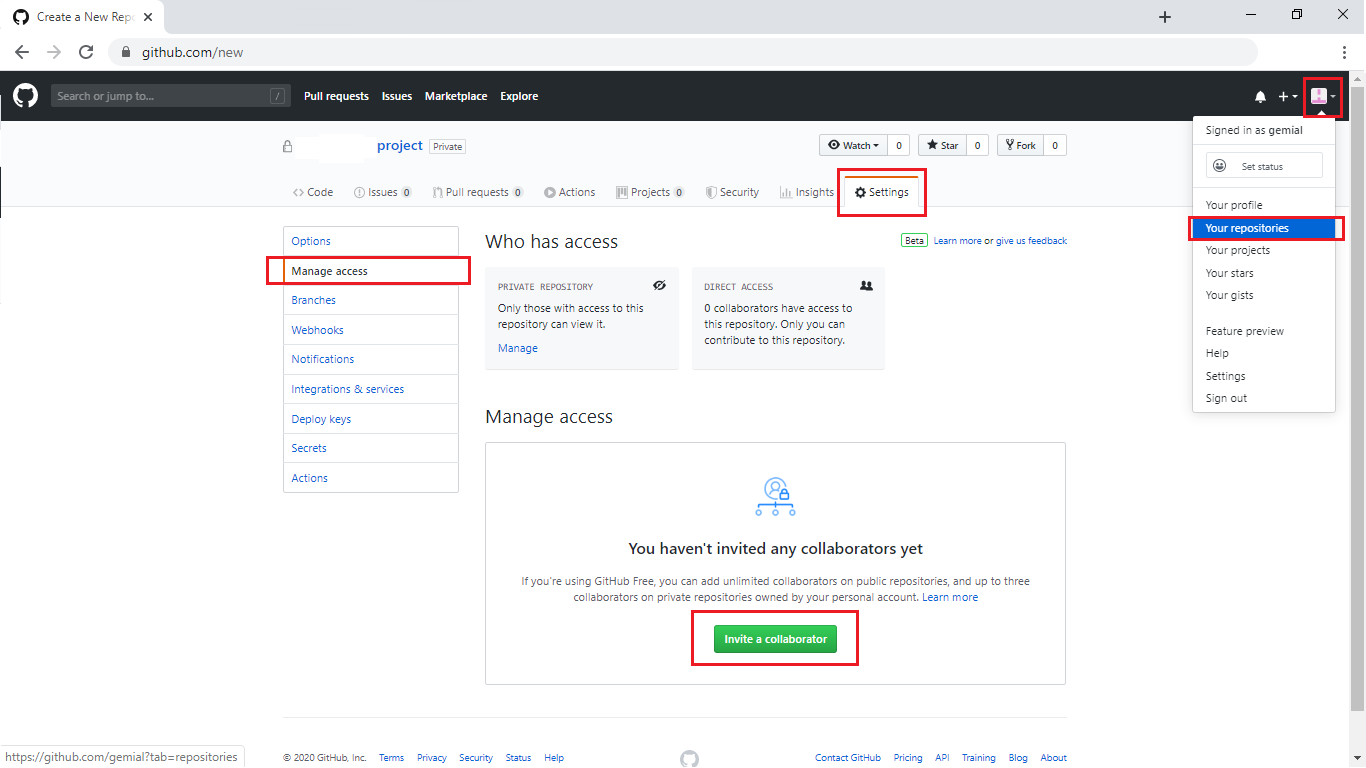 Create a New Repo
github.com/new
Search or jump to... /
Pull requests Issues Marketplace Explore
project Private
Watch 0 Star 0 Fork 0
Code Issues 0 Pull requests 0 Actions Projects 0 Security Insights Settings
Signed in as gemial
Set status
Your profile
Your repositories
Your projects
Your stars
Your gists
Feature preview
Help
Settings
Sign out
Options
Manage access
Branches
Webhooks
Notifications
Integrations & services
Deploy keys
Secrets
Actions
Who has access
Beta Learn more or give us feedback
PRIVATE REPOSITORY
Only those with access to this
repository can view it.
Manage
DIRECT ACCESS
0 collaborators have access to
this repository. Only you can
contribute to this repository.
Manage access
You haven't invited any collaborators yet
If you're using GitHub Free, you can add unlimited collaborators on public repositories, and up to three
collaborators on private repositories owned by your personal account. Learn more
Invite a collaborator
© 2020 GitHub, Inc. Terms Privacy Security Status Help
Contact GitHub Pricing API Training Blog About
https://github.com/gemial?tab=repositories